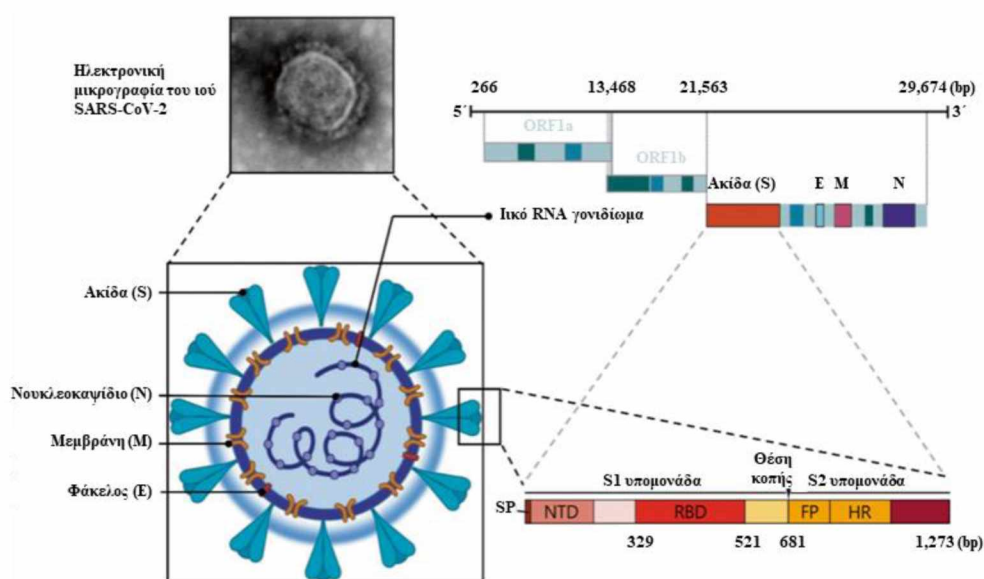 Ηλεκτρονική
μικρογραφία του ιού
SARS-CoV-2
266 13,468 21,563 29,674 (bp)
5´ 3´
ORF1a
ORF1b
Ακίδα (S) E M N
Ιικό RNA γονιδίωμα
Ακίδα (S)
Νουκλεοκαψίδιο (N)
Μεμβράνη (M)
Φάκελος (E)
Θέση
κοπής
S1 υπομονάδα S2 υπομονάδα
SP NTD RBD FP HR
329 521 681 1,273 (bp)